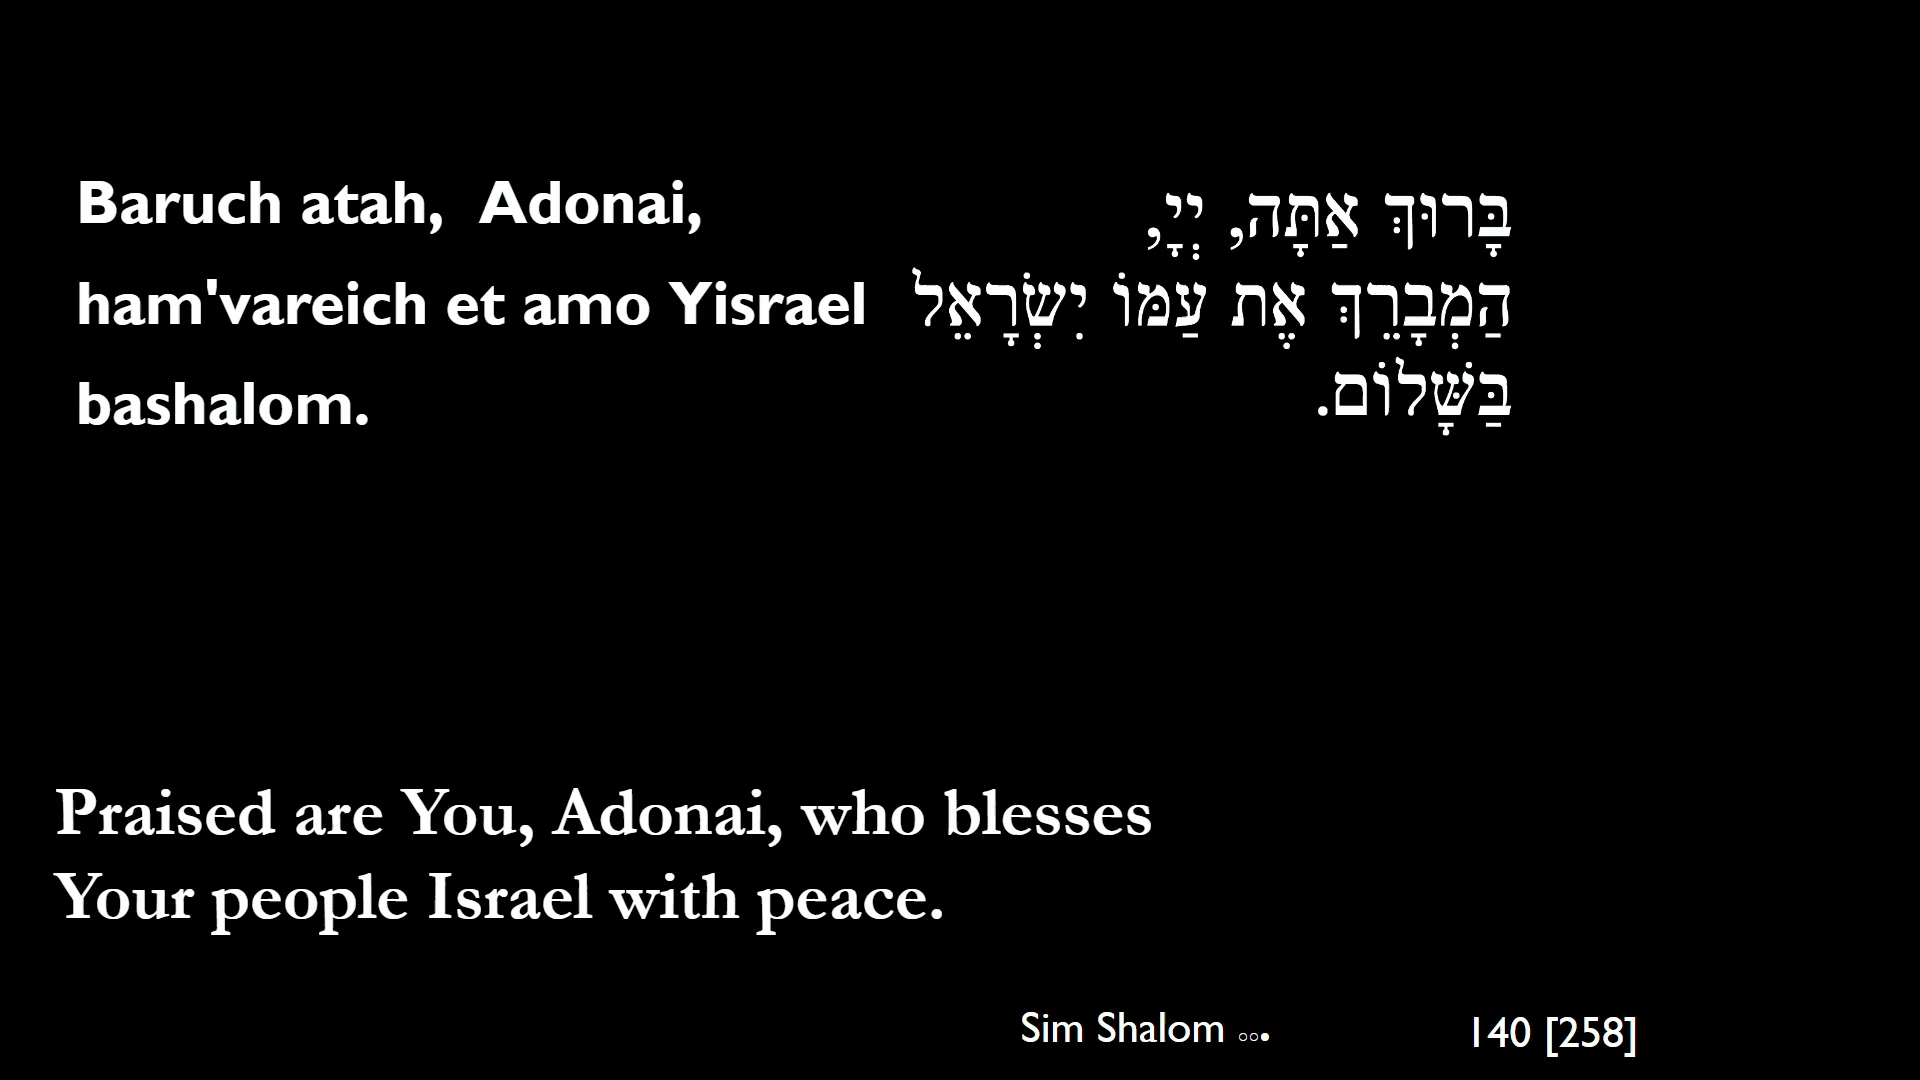 Baruch atah, Adonai,
ham'vareich et amo Yisrael
bashalom.
בָּרוּךְ אַתָּה, יְיָ,
הַמְבָרֵךְ אֶת עַמּוֹ יִשְׂרָאֵל
בַּשָּׁלוֹם.
Praised are You, Adonai, who blesses
Your people Israel with peace.
Sim Shalom ○○●
140 [258]